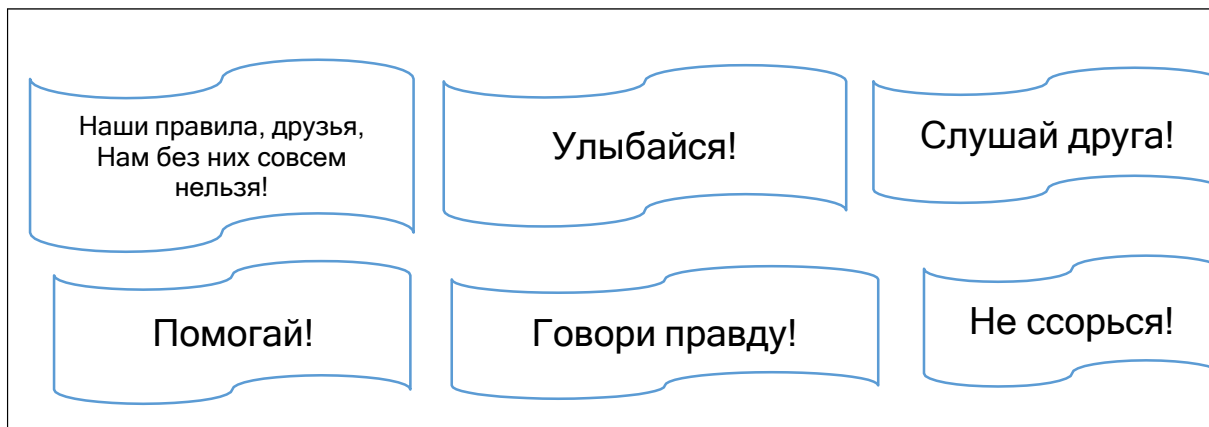 Наши правила, друзья,
Нам без них совсем
нельзя!
Улыбайся!
Слушай друга!
Помогай!
Говори правду!
Не ссорься!